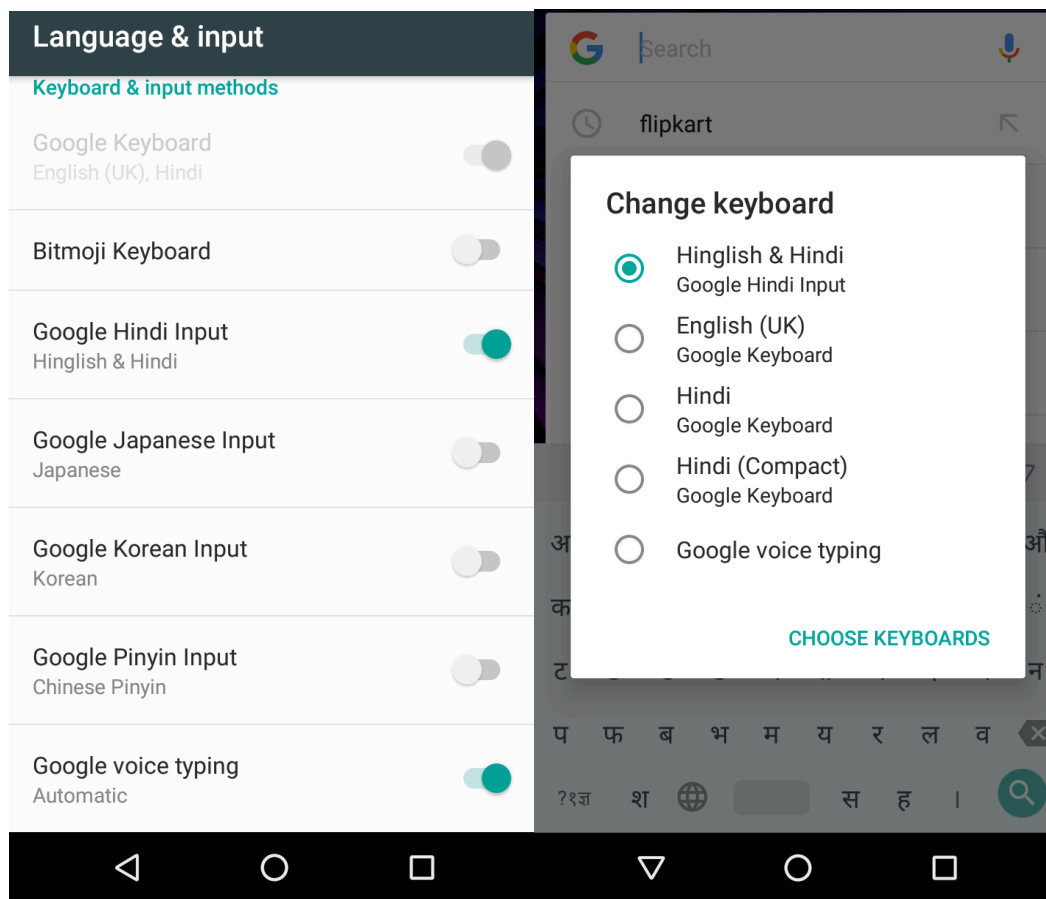 Language & input
Keyboard & input methods
Google Keyboard
English (UK), Hindi
Bitmoji Keyboard
Google Hindi Input
Hinglish & Hindi
Google Japanese Input
Japanese
Google Korean Input
Korean
Google Pinyin Input
Chinese Pinyin
Google voice typing
Automatic
Search
flipkart
Change keyboard
Hinglish & Hindi
Google Hindi Input
English (UK)
Google Keyboard
Hindi
Google Keyboard
Hindi (Compact)
Google Keyboard
Google voice typing
CHOOSE KEYBOARDS
अ औ
क ं
ट न
प फ ब भ म य र ल व
?१ज्ञ श स ह ।